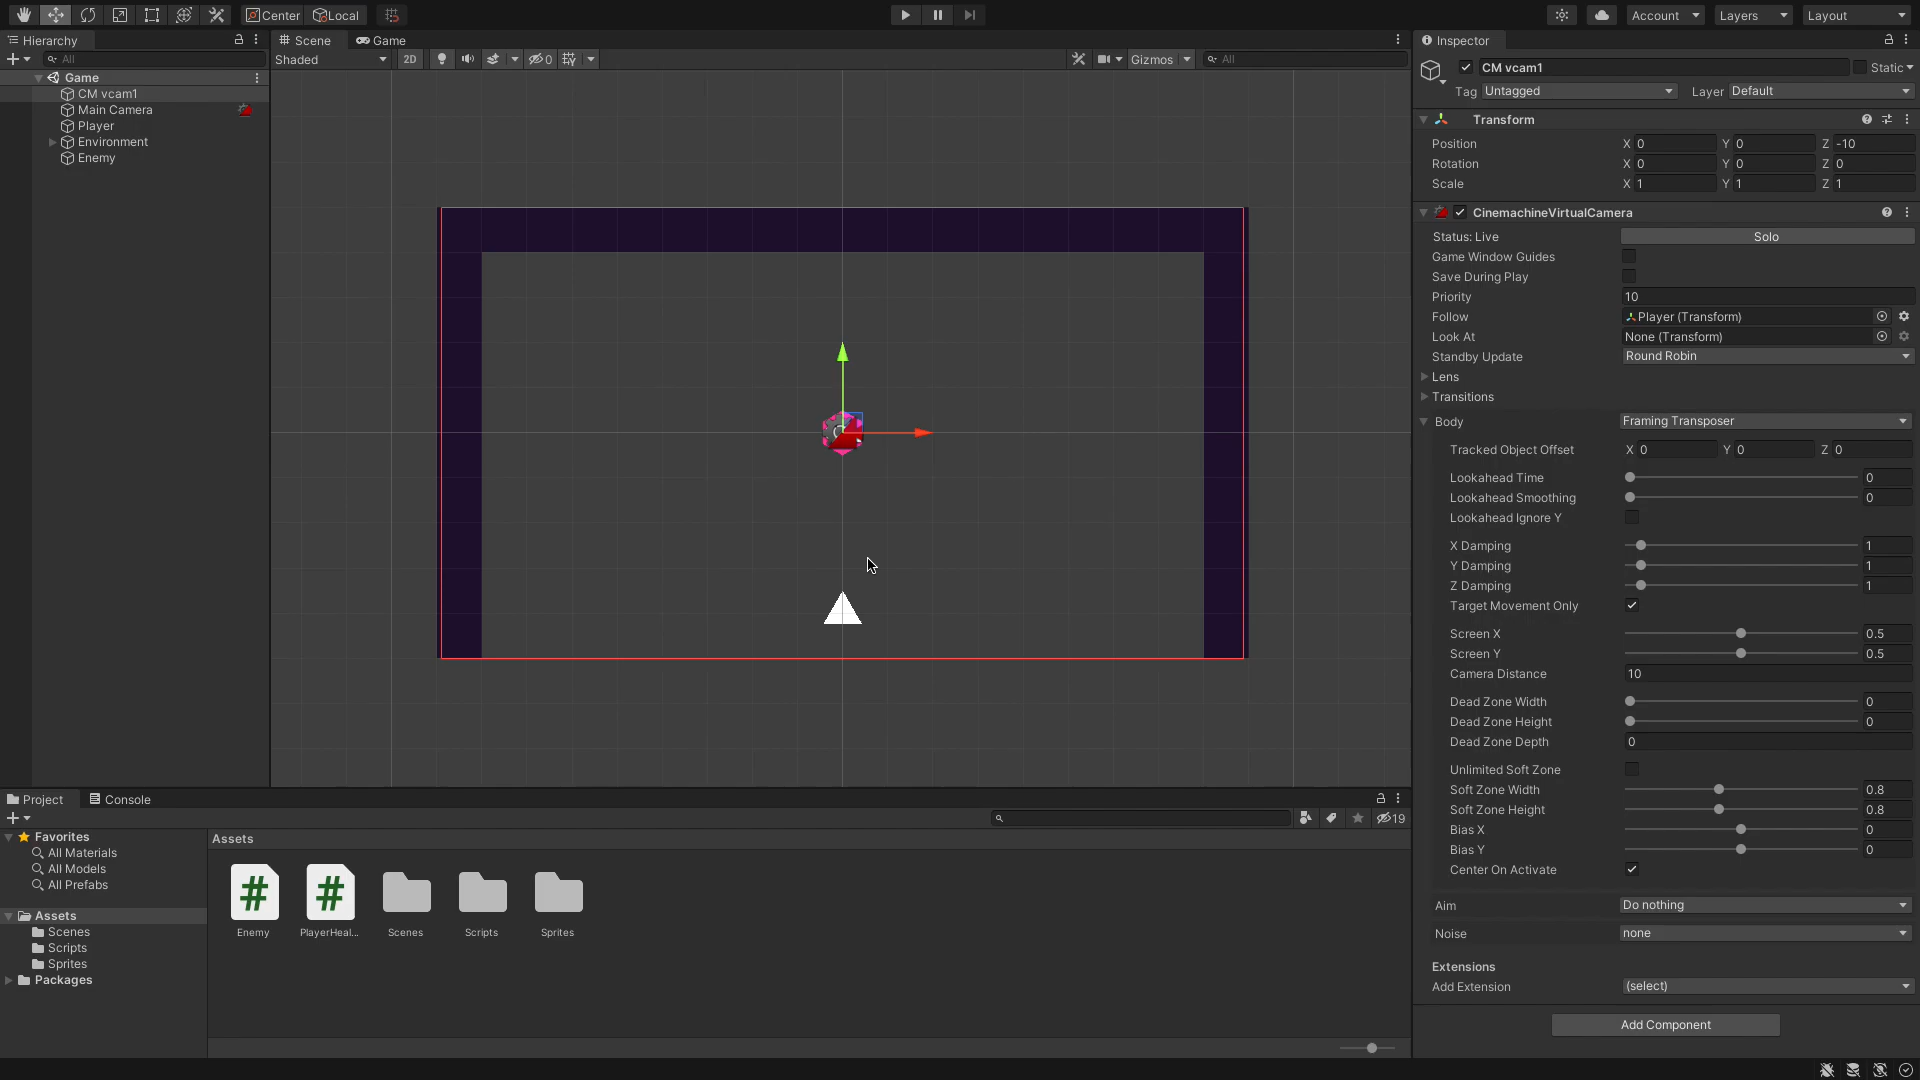 Center
Local
Account
Layers
Layout
Hierarchy
Scene
Game
Inspector
All
Shaded
2D
0
Gizmos
All
CM vcam1
Static
Game
CM vcam1
Main Camera
Player
Environment
Enemy
Tag
Untagged
Layer
Default
Transform
Position
X 0
Y 0
Z -10
Rotation
X 0
Y 0
Z 0
Scale
X 1
Y 1
Z 1
CinemachineVirtualCamera
Status: Live
Solo
Game Window Guides
Save During Play
Priority
10
Follow
Player (Transform)
Look At
None (Transform)
Standby Update
Round Robin
Lens
Transitions
Body
Framing Transposer
Tracked Object Offset
X 0
Y 0
Z 0
Lookahead Time
0
Lookahead Smoothing
0
Lookahead Ignore Y
X Damping
1
Y Damping
1
Z Damping
1
Target Movement Only
Screen X
0.5
Screen Y
0.5
Camera Distance
10
Dead Zone Width
0
Dead Zone Height
0
Dead Zone Depth
0
Unlimited Soft Zone
Soft Zone Width
0.8
Soft Zone Height
0.8
Bias X
0
Bias Y
0
Center On Activate
Aim
Do nothing
Noise
none
Extensions
Add Extension
(select)
Add Component
Project
Console
19
Favorites
All Materials
All Models
All Prefabs
Assets
Scenes
Scripts
Sprites
Packages
Assets
#
#
Enemy
PlayerHeal...
Scenes
Scripts
Sprites